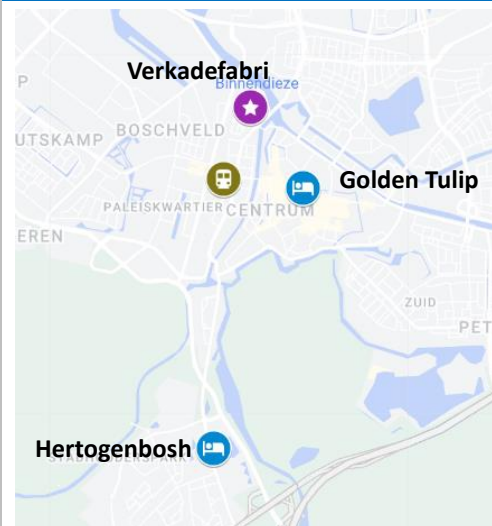 Verkadefabri
Binnendieze
P
BOSCHVELD
UTSKAMP
Golden Tulip
PALEISKWARTIER
CENTRUM
EREN
ZUID
PET
Hertogenbosh